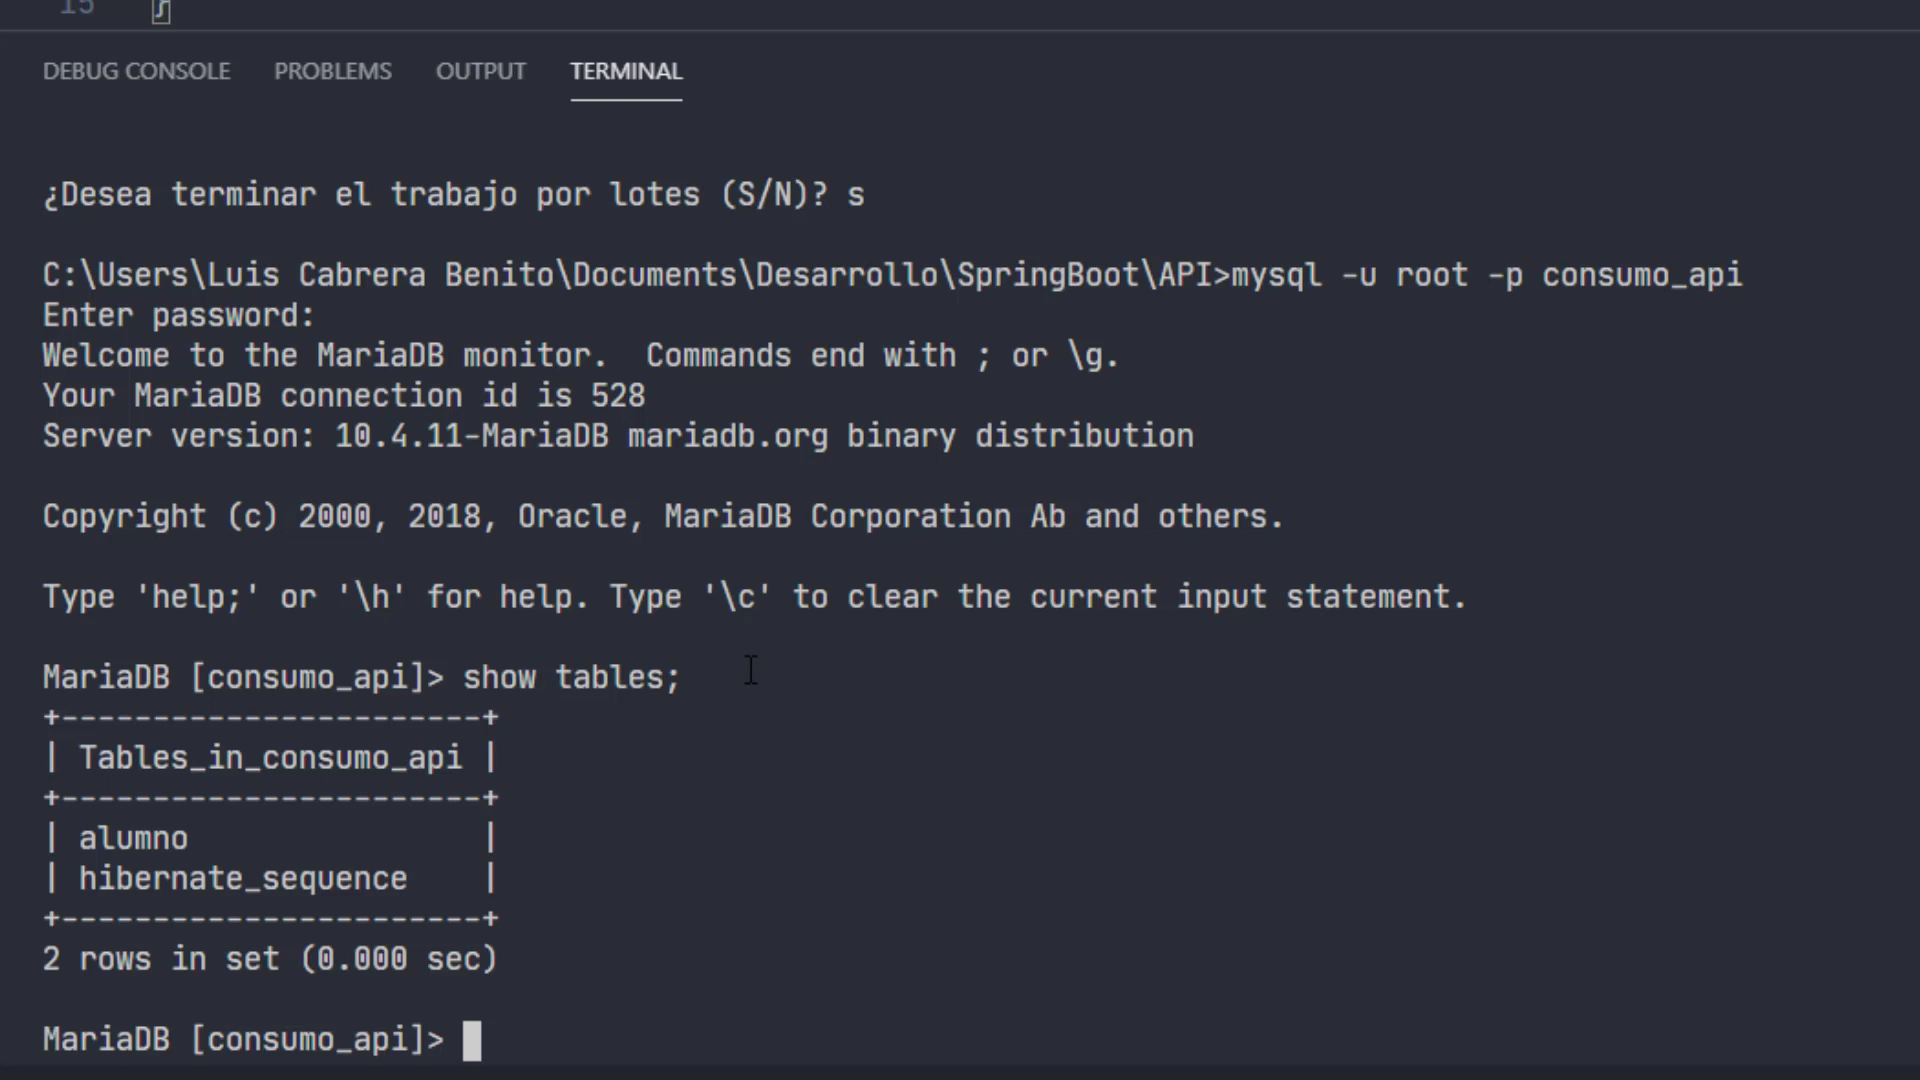 15 }
DEBUG CONSOLE PROBLEMS OUTPUT TERMINAL
¿Desea terminar el trabajo por lotes (S/N)? s
C:\Users\Luis Cabrera Benito\Documents\Desarrollo\SpringBoot\API>mysql -u root -p consumo_api
Enter password:
Welcome to the MariaDB monitor.  Commands end with ; or \g.
Your MariaDB connection id is 528
Server version: 10.4.11-MariaDB mariadb.org binary distribution
Copyright (c) 2000, 2018, Oracle, MariaDB Corporation Ab and others.
Type 'help;' or '\h' for help. Type '\c' to clear the current input statement.
MariaDB [consumo_api]> show tables;
+-----------------------+
| Tables_in_consumo_api |
+-----------------------+
| alumno                |
| hibernate_sequence    |
+-----------------------+
2 rows in set (0.000 sec)
MariaDB [consumo_api]>